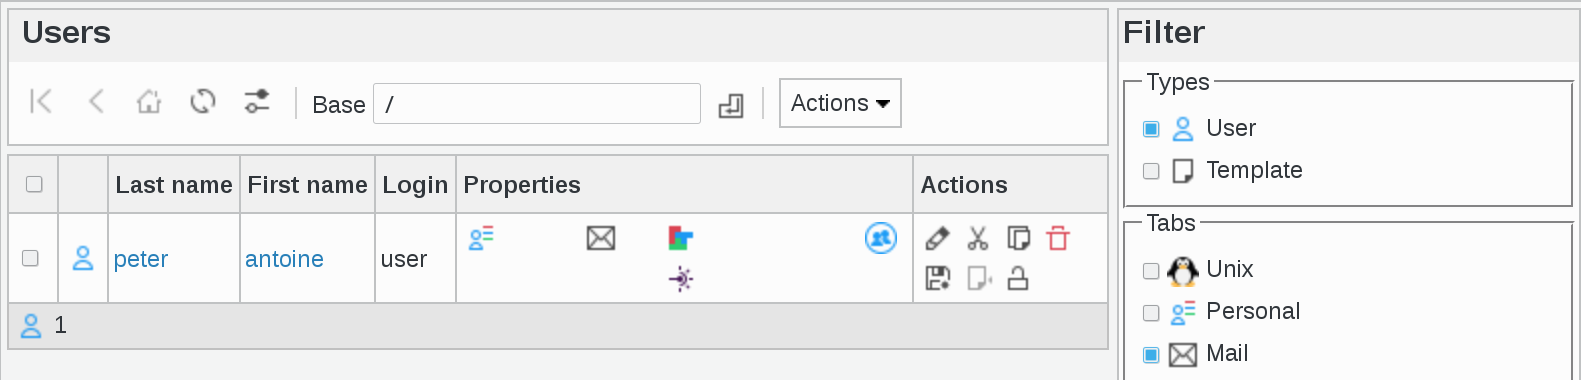 Users
Base / Actions
Last name First name Login Properties Actions
peter antoine user
1
Filter
Types
User
Template
Tabs
Unix
Personal
Mail